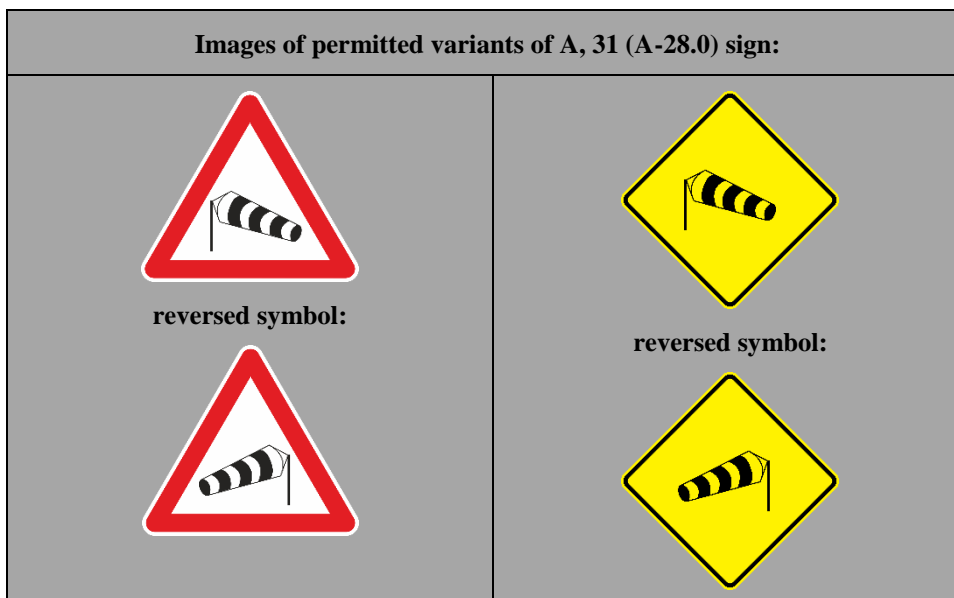 Images of permitted variants of A, 31 (A-28.0) sign:
reversed symbol:
reversed symbol: